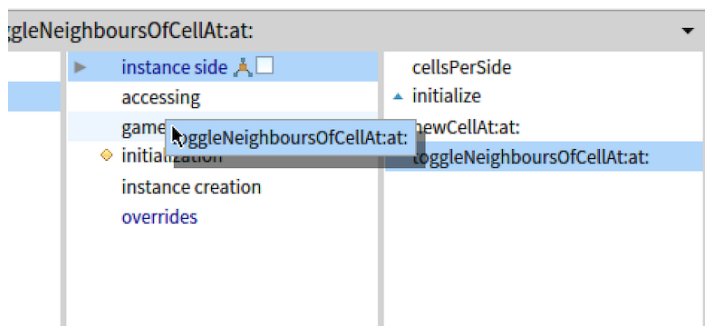 ggleNeighboursOfCellAt:at:
instance side
accessing
game
initialization
instance creation
overrides
toggleNeighboursOfCellAt:at:
cellsPerSide
initialize
newCellAt:at:
toggleNeighboursOfCellAt:at: